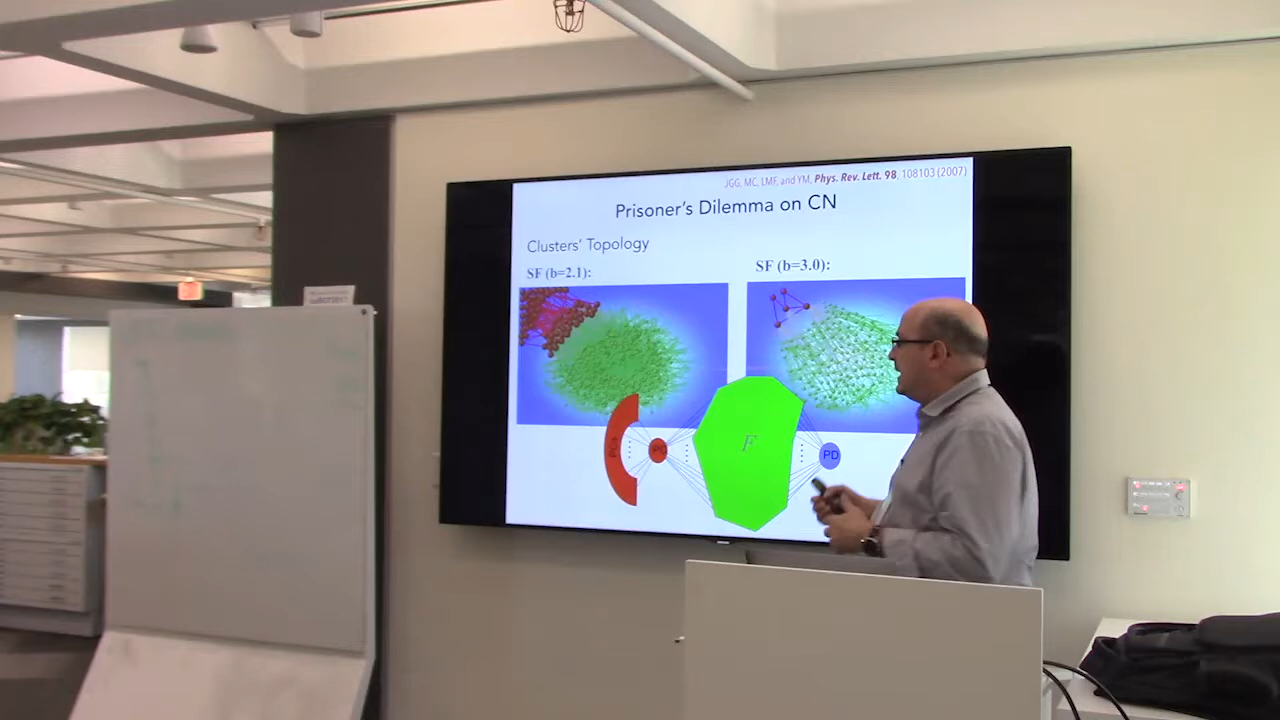 JGG, MC, LMF, and YM, Phys. Rev. Lett. 98, 108103 (2007)
Prisoner's Dilemma on CN
Clusters' Topology
SF (b=2.1):
SF (b=3.0):
F
PD